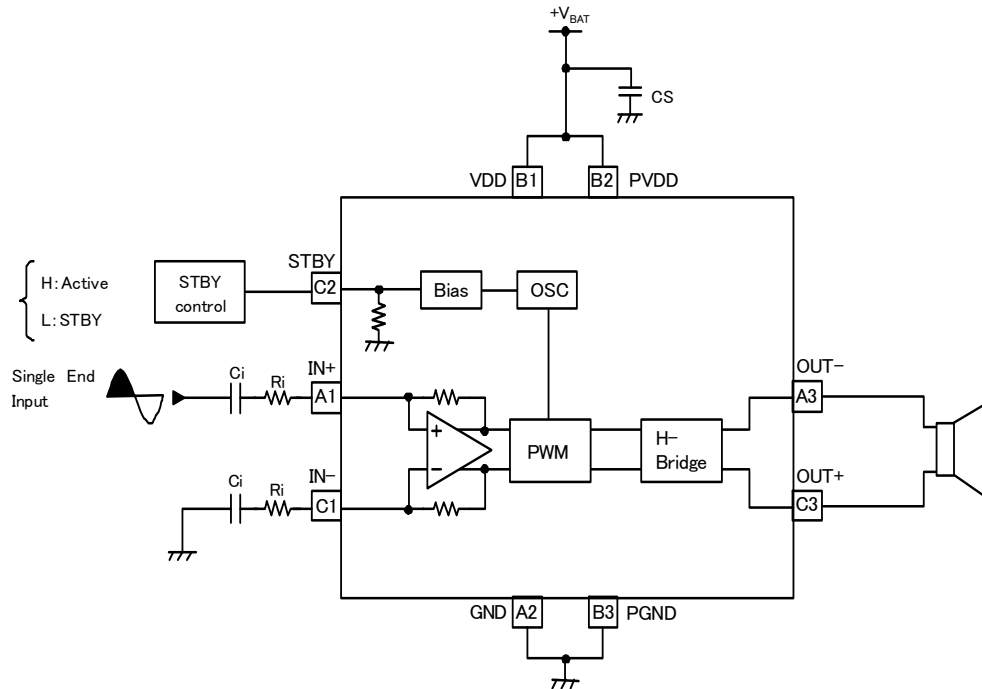 +VBAT
CS
VDD B1 B2 PVDD
STBY
H:Active
L:STBY
STBY
control
C2
Bias
OSC
Single End
Input
Ci
Ri
IN+
A1
OUT-
A3
+
-
PWM
H-
Bridge
Ci
Ri
IN-
C1
OUT+
C3
GND A2 B3 PGND